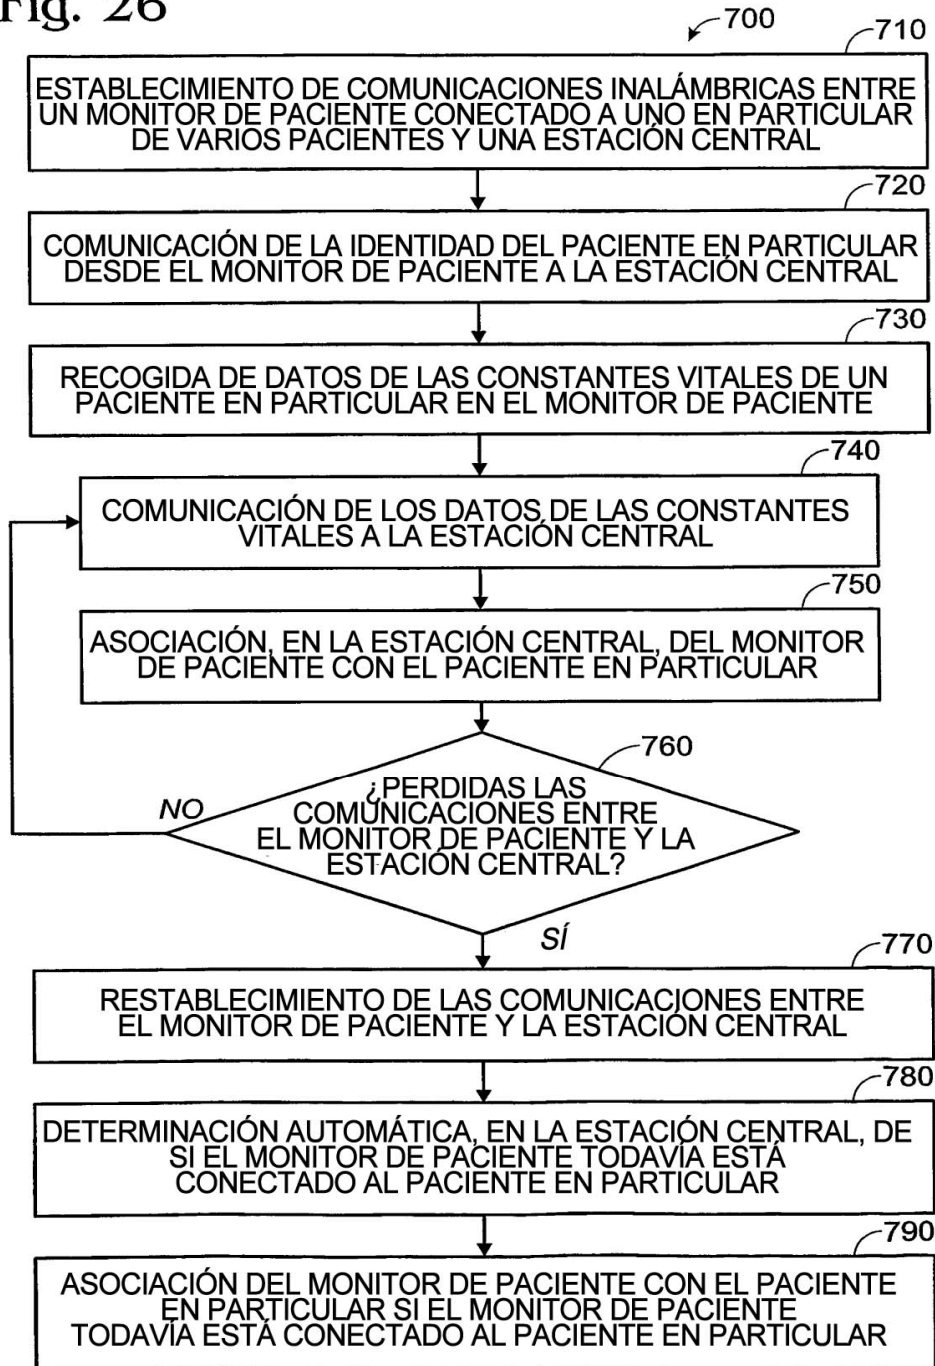 Fig. 26
700
710
ESTABLECIMIENTO DE COMUNICACIONES INALÁMBRICAS ENTRE
UN MONITOR DE PACIENTE CONECTADO A UNO EN PARTICULAR
DE VARIOS PACIENTES Y UNA ESTACIÓN CENTRAL
720
COMUNICACIÓN DE LA IDENTIDAD DEL PACIENTE EN PARTICULAR
DESDE EL MONITOR DE PACIENTE A LA ESTACIÓN CENTRAL
730
RECOGIDA DE DATOS DE LAS CONSTANTES VITALES DE UN
PACIENTE EN PARTICULAR EN EL MONITOR DE PACIENTE
740
COMUNICACIÓN DE LOS DATOS DE LAS CONSTANTES
VITALES A LA ESTACIÓN CENTRAL
750
ASOCIACIÓN, EN LA ESTACIÓN CENTRAL, DEL MONITOR
DE PACIENTE CON EL PACIENTE EN PARTICULAR
760
¿PERDIDAS LAS
COMUNICACIONES ENTRE
EL MONITOR DE PACIENTE Y LA
ESTACIÓN CENTRAL?
NO
SÍ
770
RESTABLECIMIENTO DE LAS COMUNICACIONES ENTRE
EL MONITOR DE PACIENTE Y LA ESTACIÓN CENTRAL
780
DETERMINACIÓN AUTOMÁTICA, EN LA ESTACIÓN CENTRAL, DE
SI EL MONITOR DE PACIENTE TODAVÍA ESTÁ
CONECTADO AL PACIENTE EN PARTICULAR
790
ASOCIACIÓN DEL MONITOR DE PACIENTE CON EL PACIENTE
EN PARTICULAR SI EL MONITOR DE PACIENTE
TODAVÍA ESTÁ CONECTADO AL PACIENTE EN PARTICULAR